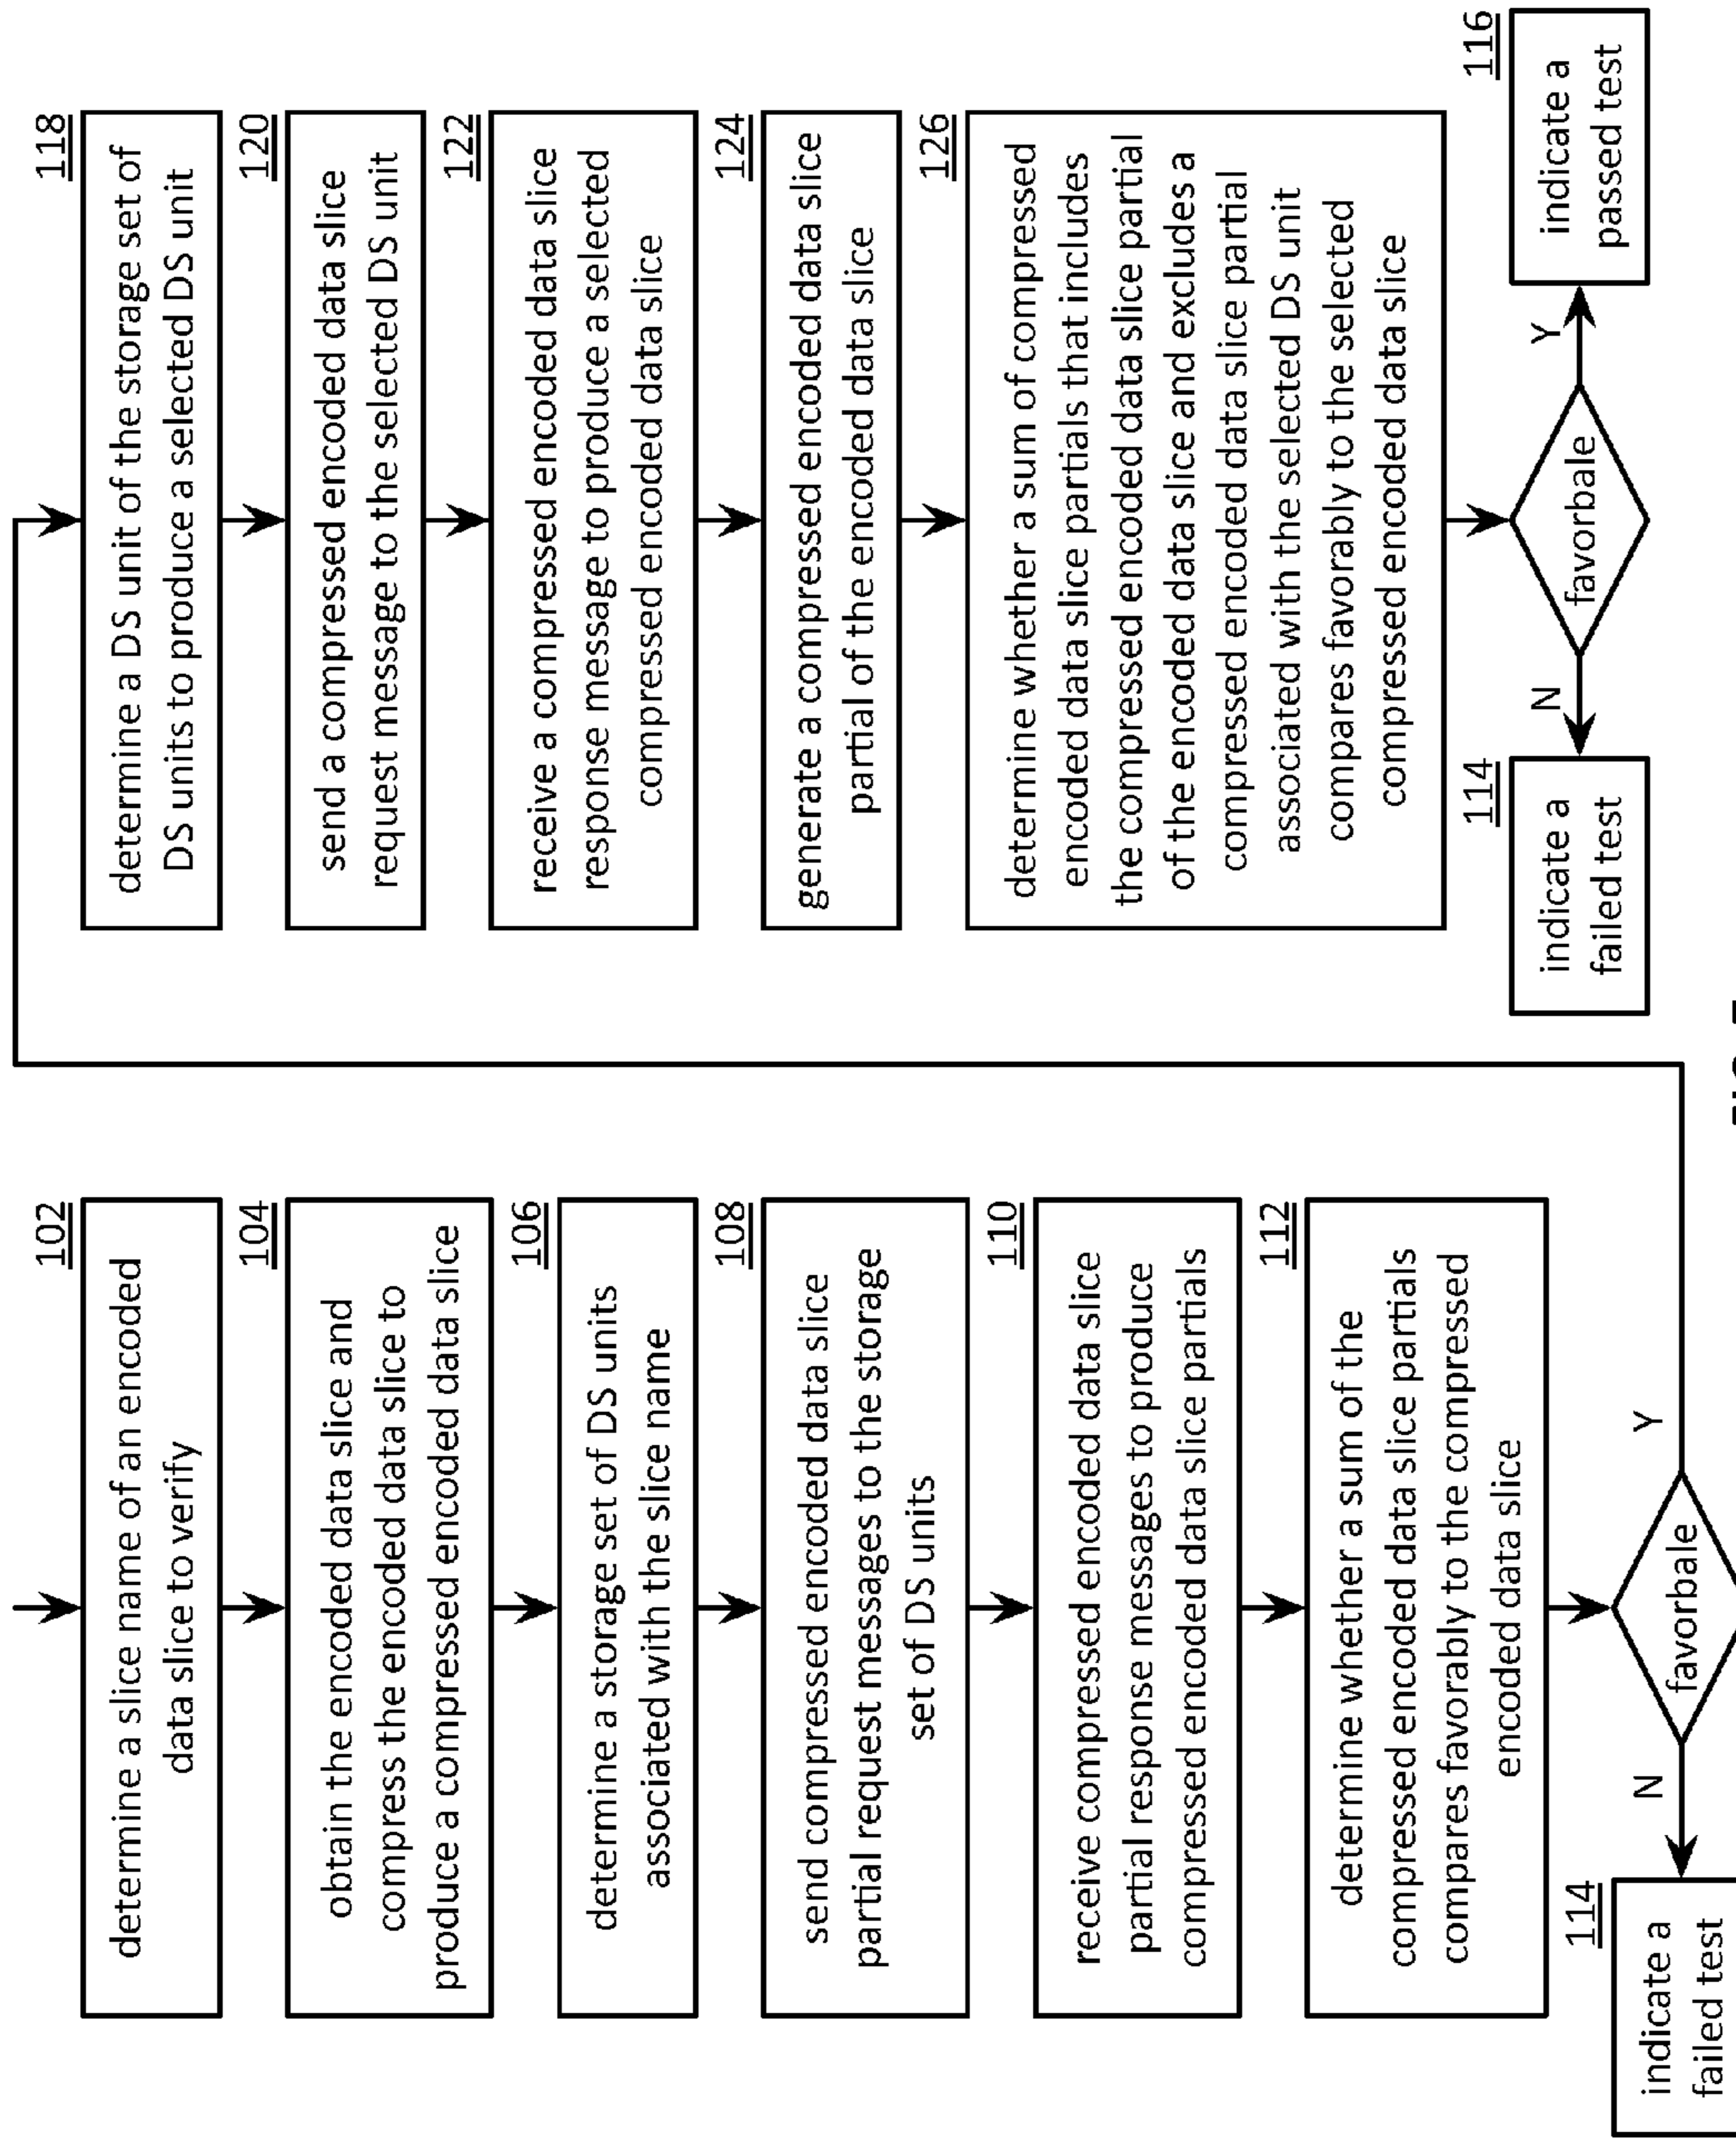 102
determine a slice name of an encoded
data slice to verify
104
obtain the encoded data slice and
compress the encoded data slice to
produce a compressed encoded data slice
106
determine a storage set of DS units
associated with the slice name
108
send compressed encoded data slice
partial request messages to the storage
set of DS units
110
receive compressed encoded data slice
partial response messages to produce
compressed encoded data slice partials
112
determine whether a sum of the
compressed encoded data slice partials
compares favorably to the compressed
encoded data slice
favorbale
N
Y
114
indicate a
failed test
118
determine a DS unit of the storage set of
DS units to produce a selected DS unit
120
send a compressed encoded data slice
request message to the selected DS unit
122
receive a compressed encoded data slice
response message to produce a selected
compressed encoded data slice
124
generate a compressed encoded data slice
partial of the encoded data slice
126
determine whether a sum of compressed
encoded data slice partials that includes
the compressed encoded data slice partial
of the encoded data slice and excludes a
compressed encoded data slice partial
associated with the selected DS unit
compares favorably to the selected
compressed encoded data slice
favorbale
N
Y
114
indicate a
failed test
116
indicate a
passed test